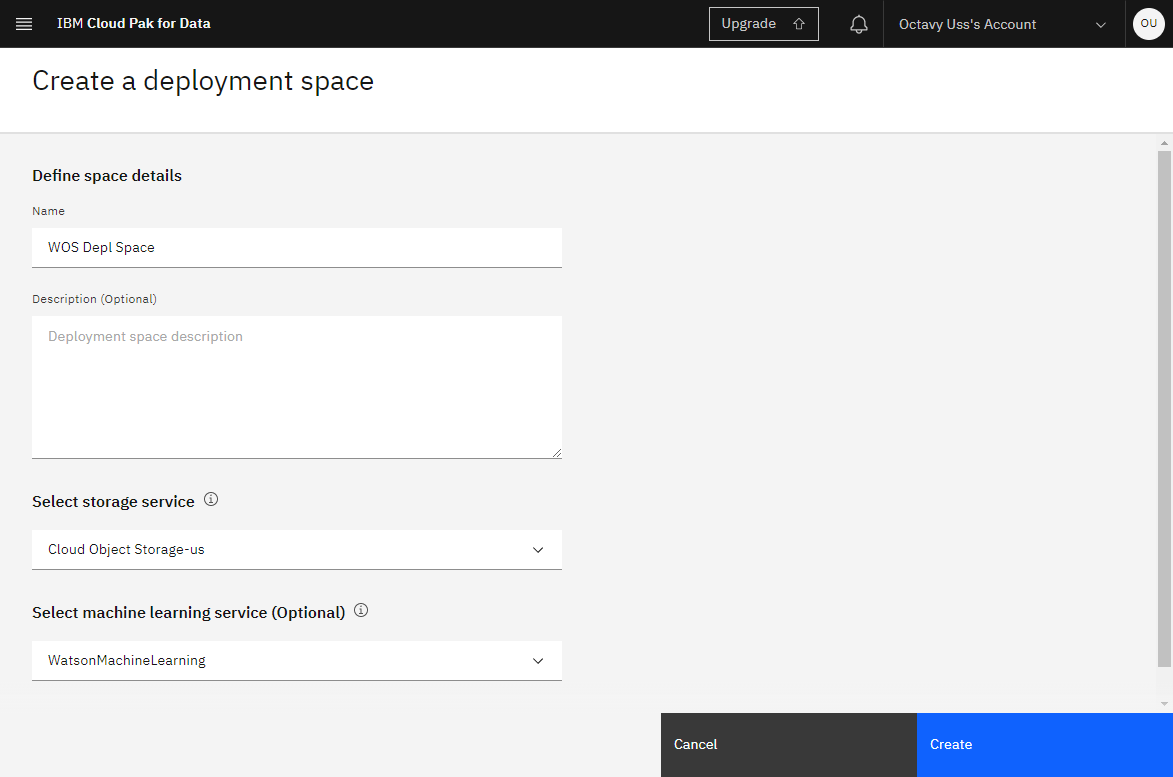 IBM Cloud Pak for Data
Upgrade
Octavy Uss's Account
OU
Create a deployment space
Define space details
Name
WOS Depl Space
Description (Optional)
Deployment space description
Select storage service
Cloud Object Storage-us
Select machine learning service (Optional)
WatsonMachineLearning
Cancel
Create